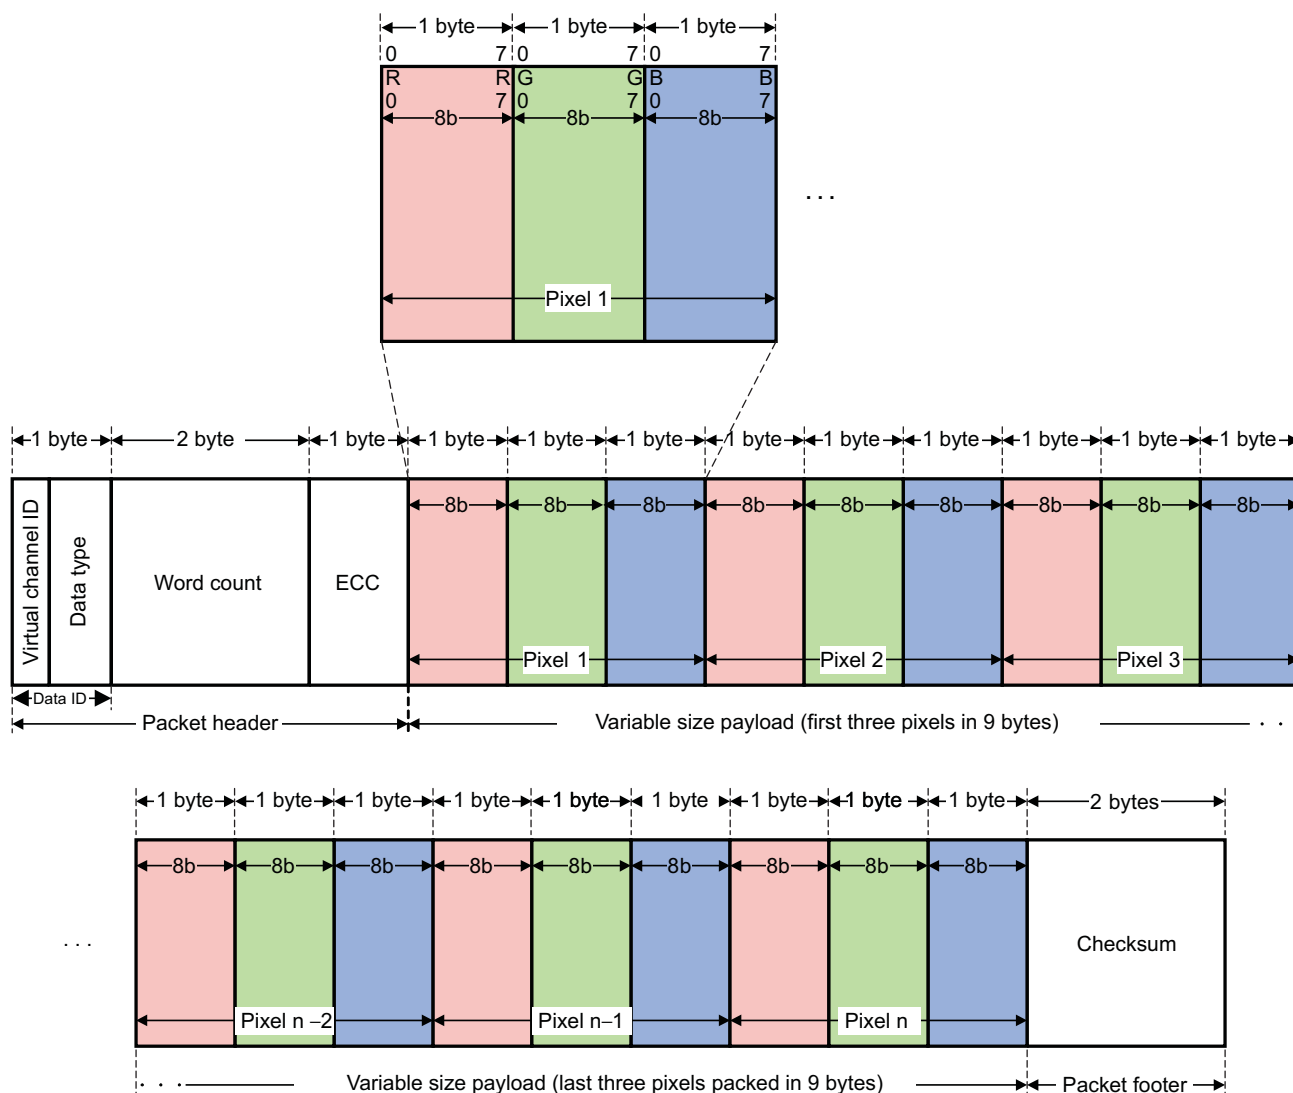 1 byte 1 byte 1 byte
0 7 0 7 0 7
R R G G B B
0 7 0 7 0 7
8b 8b 8b
. . .
Pixel 1
1 byte 2 byte 1 byte 1 byte 1 byte 1 byte 1 byte 1 byte 1 byte 1 byte 1 byte 1 byte
8b 8b 8b 8b 8b 8b 8b 8b 8b
Virtual channel ID
Data type
Word count
ECC
Pixel 1 Pixel 2 Pixel 3
Data ID
Packet header Variable size payload (first three pixels in 9 bytes) . .
1 byte 1 byte 1 byte 1 byte 1 byte 1 byte 1 byte 1 byte 1 byte 2 bytes
8b 8b 8b 8b 8b 8b 8b 8b 8b
. . .
Checksum
Pixel n –2 Pixel n–1 Pixel n
. . . Variable size payload (last three pixels packed in 9 bytes) Packet footer